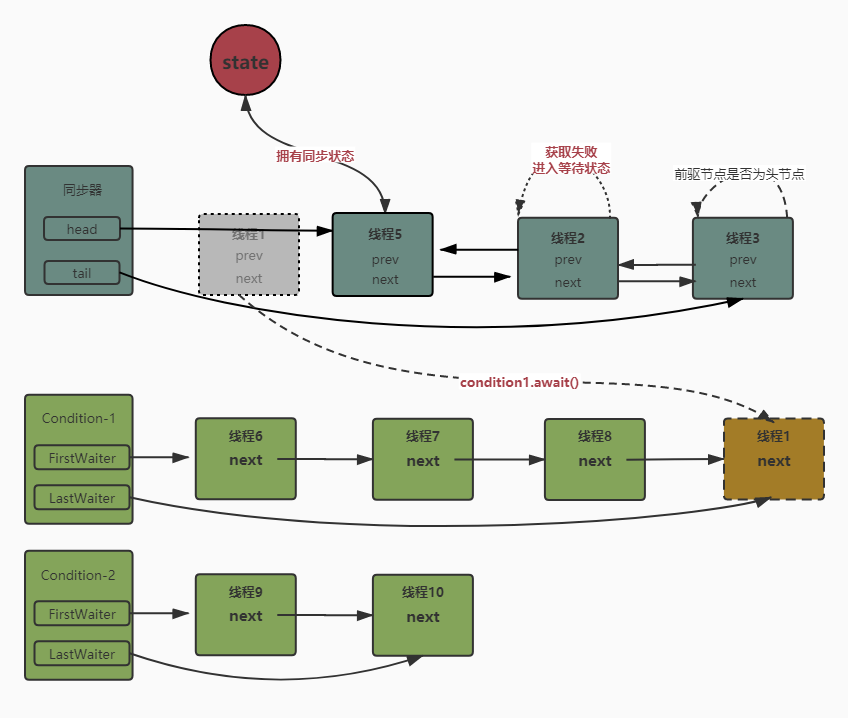 state
拥有同步状态
获取失败
进入等待状态
前驱节点是否为头节点
同步器
head
tail
线程1
prev
next
线程5
prev
next
线程2
prev
next
线程3
prev
next
condition1.await()
Condition-1
FirstWaiter
LastWaiter
线程6
next
线程7
next
线程8
next
线程1
next
Condition-2
FirstWaiter
LastWaiter
线程9
next
线程10
next